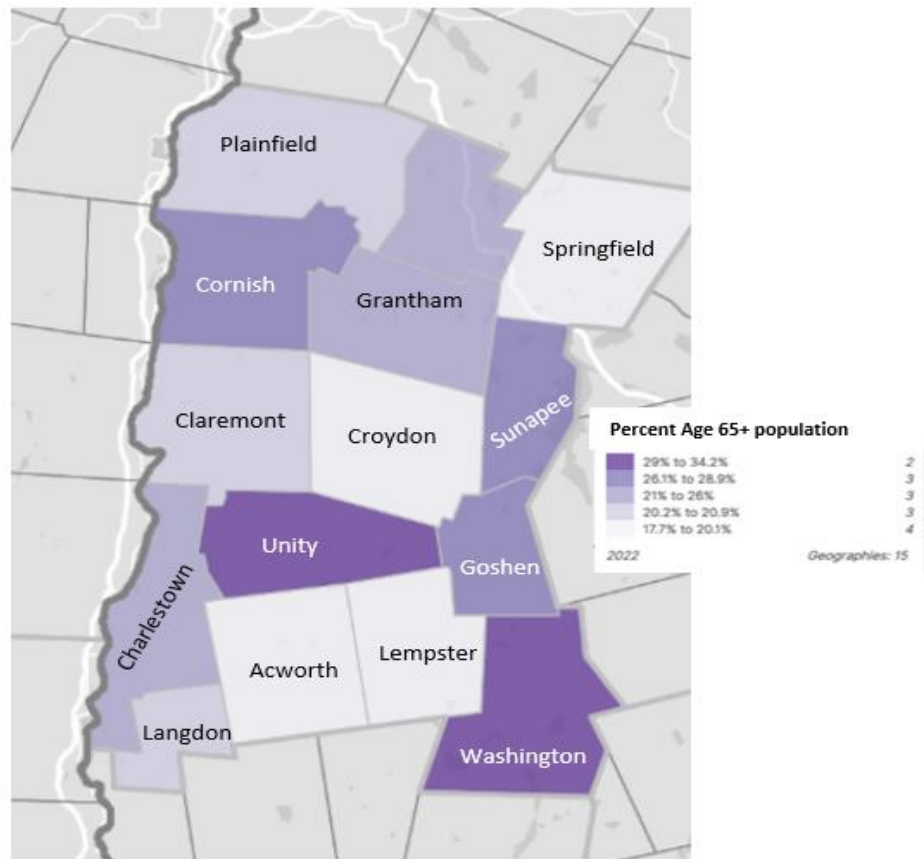 Plainfield
Springfield
Cornish
Grantham
Claremont
Croydon
Sunapee
Percent Age 65+ population
29% to 34.2% 2
26.1% to 28.9% 3
21% to 26% 3
20.2% to 20.9% 3
17.7% to 20.1% 4
2022 Geographies: 15
Unity
Goshen
Charlestown
Acworth
Lempster
Langdon
Washington